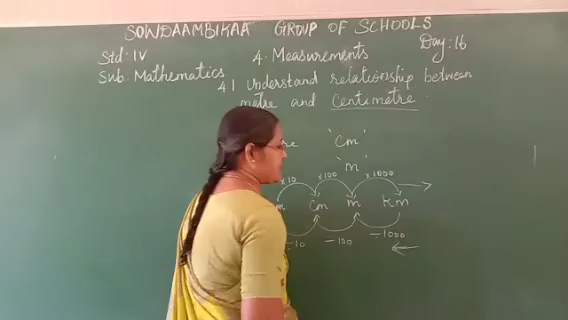 SOWDAAMBIKAA GROUP OF SCHOOLS
Std: IV 4. Measurements Day: 16
Sub: Mathematics 4.1 understand relationship between
metre and Centimetre
'Cm'
'm'
×10 ×100 ×1000
Cm m Km
÷10 -100 ÷1000